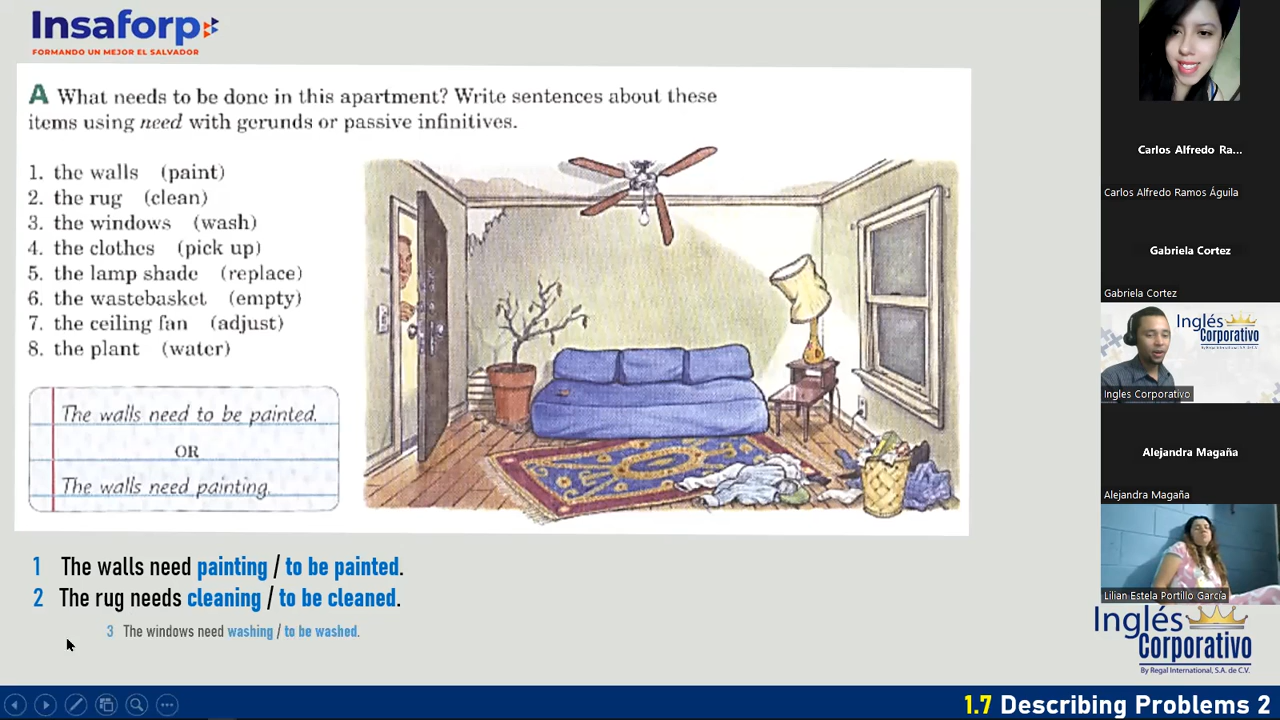 Insaforp
FORMANDO UN MEJOR EL SALVADOR
A What needs to be done in this apartment? Write sentences about these
items using need with gerunds or passive infinitives.
1. the walls (paint)
2. the rug (clean)
3. the windows (wash)
4. the clothes (pick up)
5. the lamp shade (replace)
6. the wastebasket (empty)
7. the ceiling fan (adjust)
8. the plant (water)
The walls need to be painted.
OR
The walls need painting.
1 The walls need painting / to be painted.
2 The rug needs cleaning / to be cleaned.
3 The windows need washing / to be washed.
1.7 Describing Problems 2
Carlos Alfredo Ra...
Carlos Alfredo Ramos Águila
Gabriela Cortez
Gabriela Cortez
Inglés
Corporativo
By Regal International, S.A. de C.V.
Ingles Corporativo
Alejandra Magaña
Alejandra Magaña
Lilian Estela Portillo García
Inglés
Corporativo
By Regal International, S.A. de C.V.